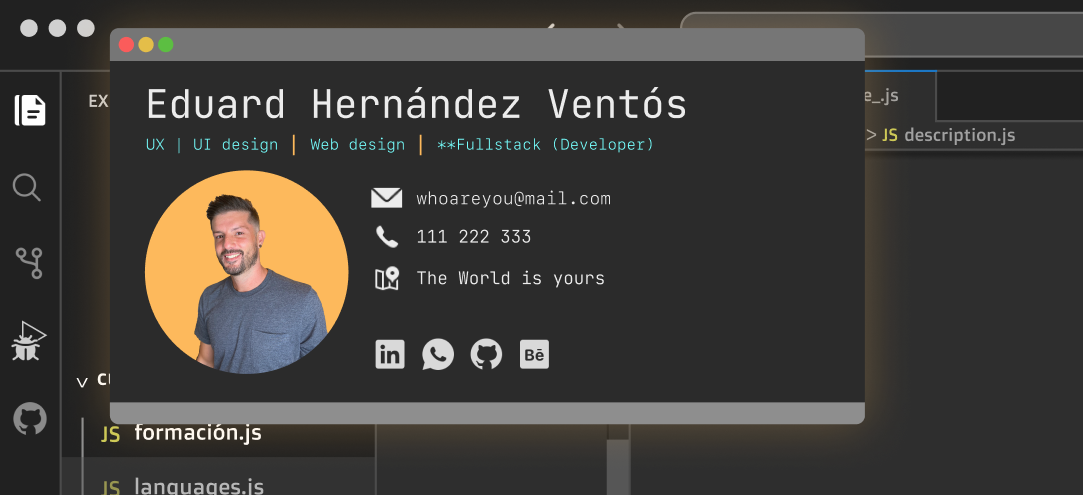 EX
Eduard Hernández Ventós
UX | UI design | Web design | **Fullstack (Developer)
whoareyou@mail.com
111 222 333
The World is yours
in
Bē
e_.js
> JS description.js
JS formación.js
JS languages.js